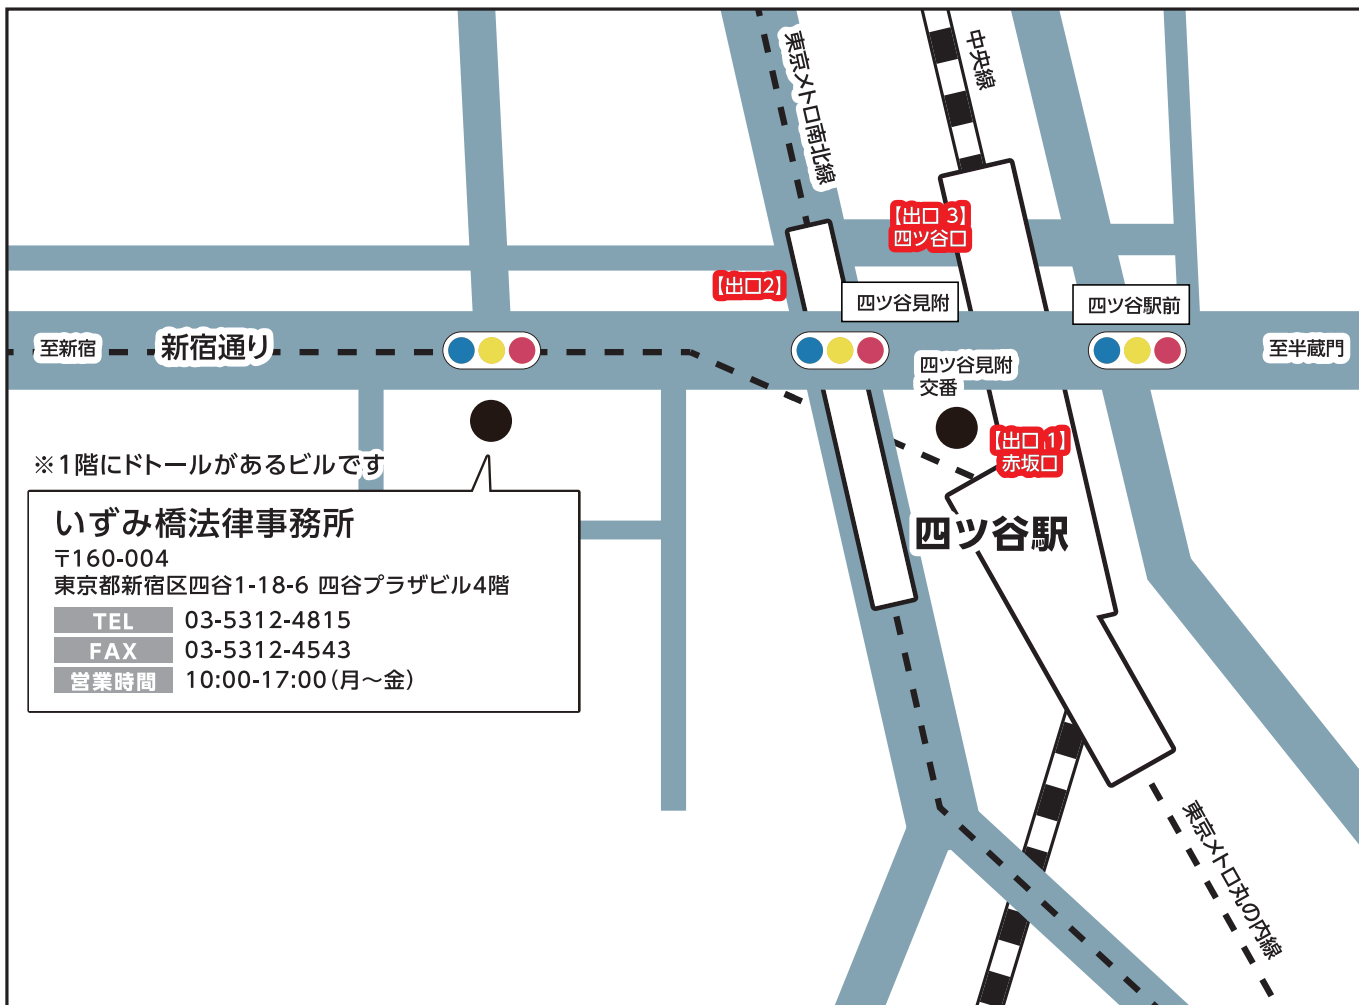 東京メトロ南北線
中央線
【出口 3】
四ツ谷口
【出口2】
四ツ谷見附
四ツ谷駅前
至新宿
新宿通り
至半蔵門
四ツ谷見附
交番
【出口 1】
赤坂口
※1階にドトールがあるビルです
四ツ谷駅
いずみ橋法律事務所
〒160-004
東京都新宿区四谷1-18-6 四谷プラザビル4階
TEL 03-5312-4815
FAX 03-5312-4543
営業時間 10:00-17:00(月〜金)
東京メトロ丸の内線